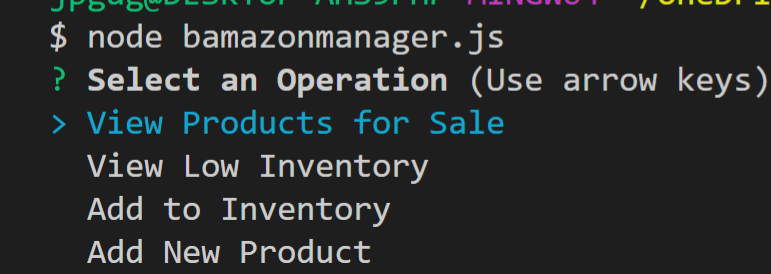 $ node bamazonmanager.js
? Select an Operation (Use arrow keys)
> View Products for Sale
View Low Inventory
Add to Inventory
Add New Product